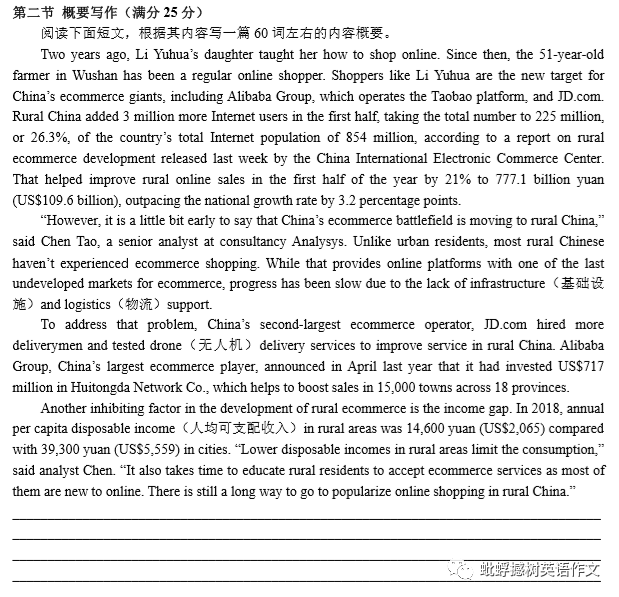 第二节 概要写作（满分 25 分）
阅读下面短文，根据其内容写一篇 60 词左右的内容概要。
Two years ago, Li Yuhua’s daughter taught her how to shop online. Since then, the 51-year-old
farmer in Wushan has been a regular online shopper. Shoppers like Li Yuhua are the new target for
China’s ecommerce giants, including Alibaba Group, which operates the Taobao platform, and JD.com.
Rural China added 3 million more Internet users in the first half, taking the total number to 225 million,
or 26.3%, of the country’s total Internet population of 854 million, according to a report on rural
ecommerce development released last week by the China International Electronic Commerce Center.
That helped improve rural online sales in the first half of the year by 21% to 777.1 billion yuan
(US$109.6 billion), outpacing the national growth rate by 3.2 percentage points.
“However, it is a little bit early to say that China’s ecommerce battlefield is moving to rural China,”
said Chen Tao, a senior analyst at consultancy Analysys. Unlike urban residents, most rural Chinese
haven’t experienced ecommerce shopping. While that provides online platforms with one of the last
undeveloped markets for ecommerce, progress has been slow due to the lack of infrastructure（基础设
施）and logistics（物流）support.
To address that problem, China’s second-largest ecommerce operator, JD.com hired more
deliverymen and tested drone（无人机）delivery services to improve service in rural China. Alibaba
Group, China’s largest ecommerce player, announced in April last year that it had invested US$717
million in Huitongda Network Co., which helps to boost sales in 15,000 towns across 18 provinces.
Another inhibiting factor in the development of rural ecommerce is the income gap. In 2018, annual
per capita disposable income（人均可支配收入）in rural areas was 14,600 yuan (US$2,065) compared
with 39,300 yuan (US$5,559) in cities. “Lower disposable incomes in rural areas limit the consumption,”
said analyst Chen. “It also takes time to educate rural residents to accept ecommerce services as most of
them are new to online. There is still a long way to go to popularize online shopping in rural China.”
蚍蜉撼树英语作文